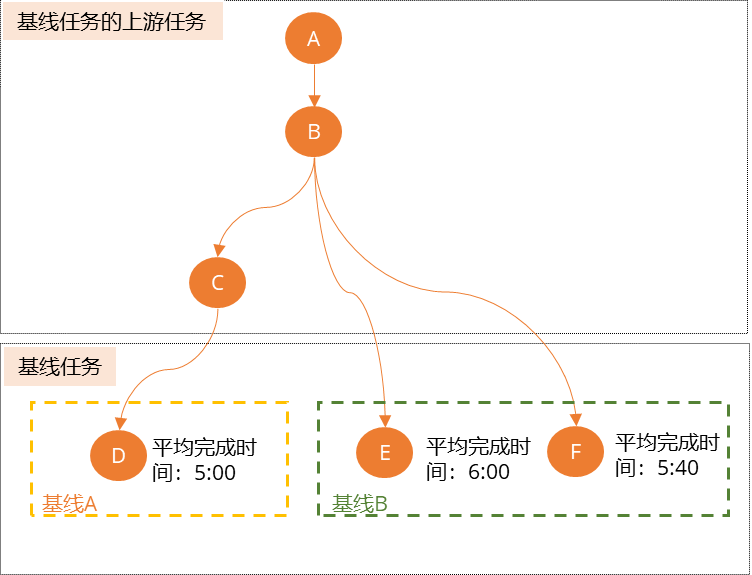 基线任务的上游任务
A
B
C
基线任务
D
平均完成时
间：5:00
基线A
E
平均完成时
间：6:00
F
平均完成时
间：5:40
基线B